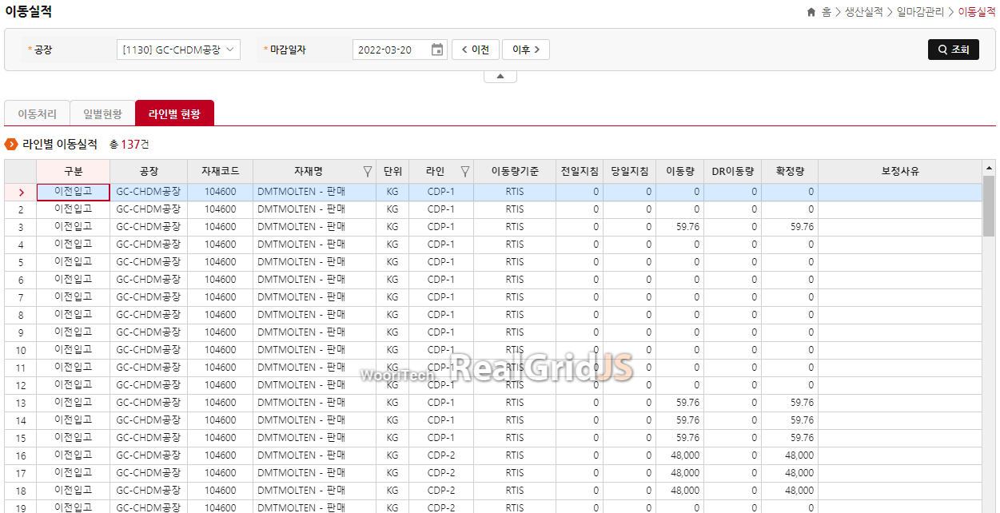 이동실적
홈 > 생산실적 > 일마감관리 > 이동실적
* 공장 [1130] GC-CHDM공장 * 마감일자 2022-03-20 이전 이후 조회
이동처리 일별현황 라인별 현황
라인별 이동실적 총 137건
구분 공장 자재코드 자재명 단위 라인 이동량기준 전일지침 당일지침 이동량 DR이동량 확정량 보정사유
이전입고 GC-CHDM공장 104600 DMTMOLTEN - 판매 KG CDP-1 RTIS 0 0 0 0 0
2 이전입고 GC-CHDM공장 104600 DMTMOLTEN - 판매 KG CDP-1 RTIS 0 0 0 0 0
3 이전입고 GC-CHDM공장 104600 DMTMOLTEN - 판매 KG CDP-1 RTIS 0 0 59.76 0 59.76
4 이전입고 GC-CHDM공장 104600 DMTMOLTEN - 판매 KG CDP-1 RTIS 0 0 0 0 0
5 이전입고 GC-CHDM공장 104600 DMTMOLTEN - 판매 KG CDP-1 RTIS 0 0 0 0 0
6 이전입고 GC-CHDM공장 104600 DMTMOLTEN - 판매 KG CDP-1 RTIS 0 0 0 0 0
7 이전입고 GC-CHDM공장 104600 DMTMOLTEN - 판매 KG CDP-1 RTIS 0 0 0 0 0
8 이전입고 GC-CHDM공장 104600 DMTMOLTEN - 판매 KG CDP-1 RTIS 0 0 0 0 0
9 이전입고 GC-CHDM공장 104600 DMTMOLTEN - 판매 KG CDP-1 RTIS 0 0 0 0 0
10 이전입고 GC-CHDM공장 104600 DMTMOLTEN - 판매 KG CDP-1 RTIS 0 0 0 0 0
11 이전입고 GC-CHDM공장 104600 DMTMOLTEN - 판매 KG CDP-1 RTIS 0 0 0 0 0
WooriTech. RealGridJS
12 이전입고 GC-CHDM공장 104600 DMTMOLTEN - 판매 KG CDP-1 RTIS 0 0 0 0 0
13 이전입고 GC-CHDM공장 104600 DMTMOLTEN - 판매 KG CDP-1 RTIS 0 0 59.76 0 59.76
14 이전입고 GC-CHDM공장 104600 DMTMOLTEN - 판매 KG CDP-1 RTIS 0 0 59.76 0 59.76
15 이전입고 GC-CHDM공장 104600 DMTMOLTEN - 판매 KG CDP-1 RTIS 0 0 59.76 0 59.76
16 이전입고 GC-CHDM공장 104600 DMTMOLTEN - 판매 KG CDP-2 RTIS 0 0 48,000 0 48,000
17 이전입고 GC-CHDM공장 104600 DMTMOLTEN - 판매 KG CDP-2 RTIS 0 0 48,000 0 48,000
18 이전입고 GC-CHDM공장 104600 DMTMOLTEN - 판매 KG CDP-2 RTIS 0 0 48,000 0 48,000
19 이전입고 GC-CHDM공장 104600 DMTMOLTEN - 판매 KG CDP-2 RTIS 0 0 0 0 0